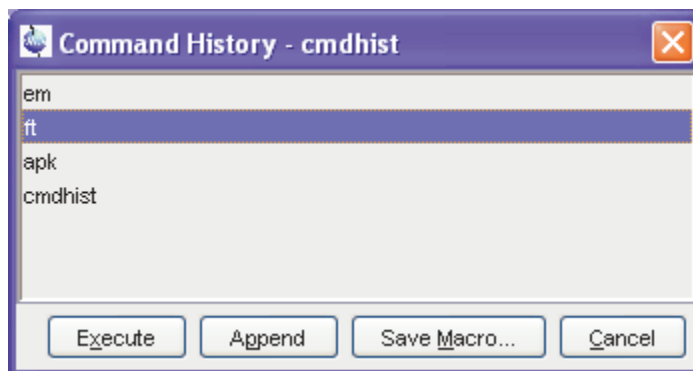 Command History - cmdhist
em
ft
apk
cmdhist
Execute Append Save Macro... Cancel